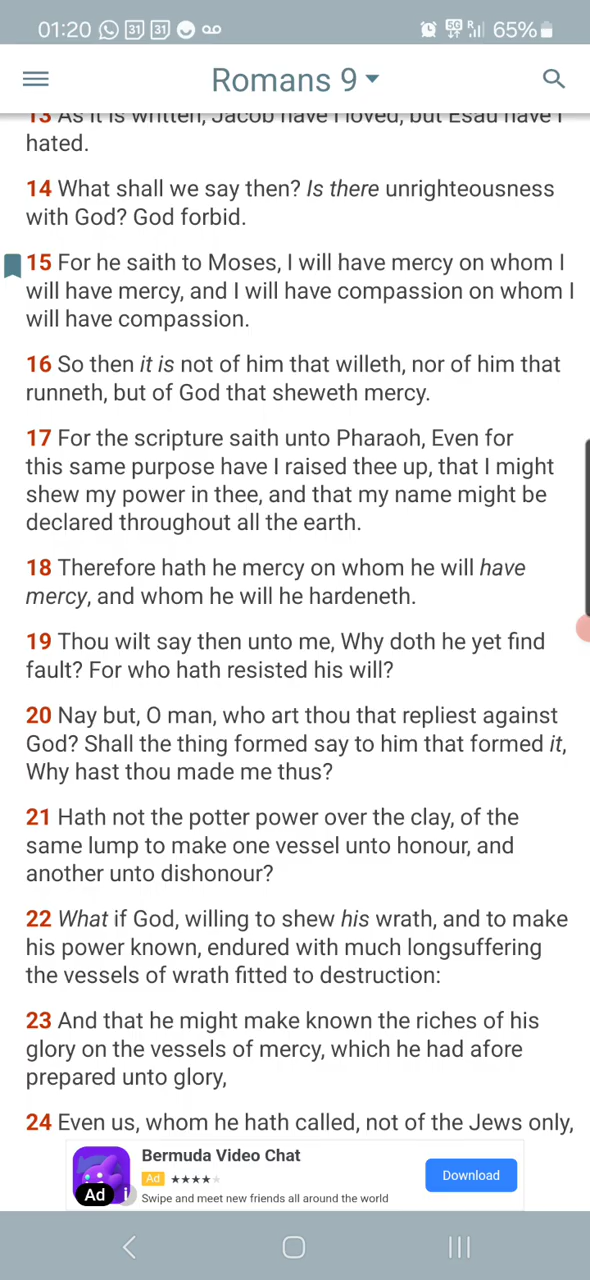 01:20 31 31 5G R 65%
Romans 9
13 As it is written, Jacob have I loved, but Esau have I
hated.
14 What shall we say then? Is there unrighteousness
with God? God forbid.
15 For he saith to Moses, I will have mercy on whom I
will have mercy, and I will have compassion on whom I
will have compassion.
16 So then it is not of him that willeth, nor of him that
runneth, but of God that sheweth mercy.
17 For the scripture saith unto Pharaoh, Even for
this same purpose have I raised thee up, that I might
shew my power in thee, and that my name might be
declared throughout all the earth.
18 Therefore hath he mercy on whom he will have
mercy, and whom he will he hardeneth.
19 Thou wilt say then unto me, Why doth he yet find
fault? For who hath resisted his will?
20 Nay but, O man, who art thou that repliest against
God? Shall the thing formed say to him that formed it,
Why hast thou made me thus?
21 Hath not the potter power over the clay, of the
same lump to make one vessel unto honour, and
another unto dishonour?
22 What if God, willing to shew his wrath, and to make
his power known, endured with much longsuffering
the vessels of wrath fitted to destruction:
23 And that he might make known the riches of his
glory on the vessels of mercy, which he had afore
prepared unto glory,
24 Even us, whom he hath called, not of the Jews only,
Bermuda Video Chat
Ad
Ad
Swipe and meet new friends all around the world
Download